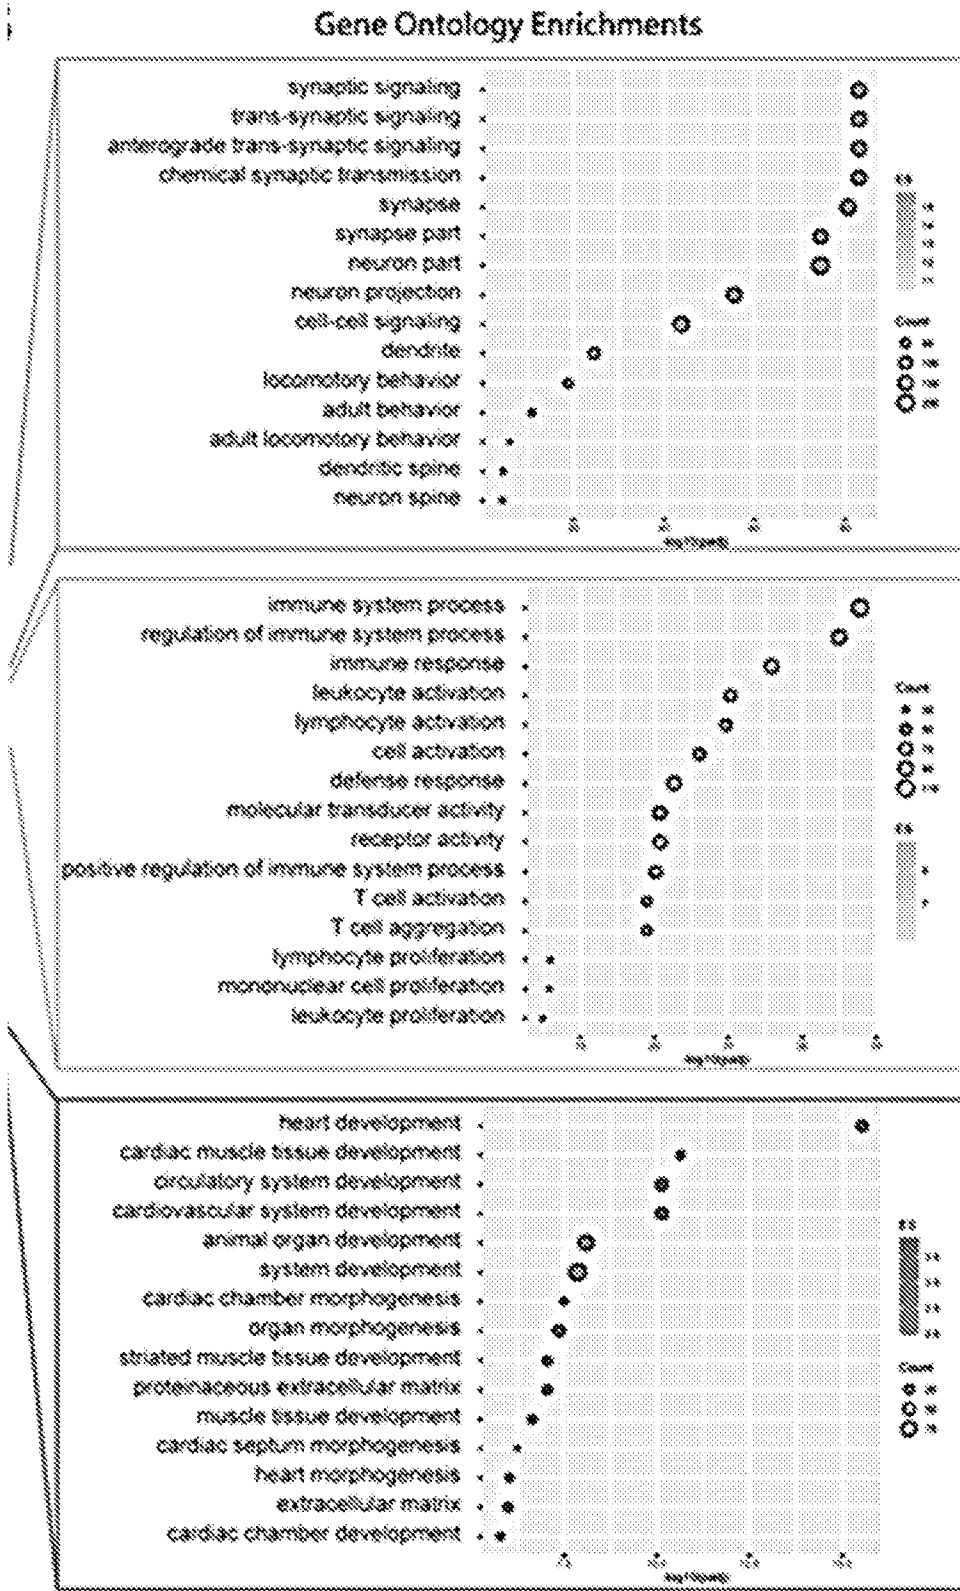 Gene Ontology Enrichments
synaptic signaling
trans-synaptic signaling
anterograde trans-synaptic signaling
chemical synaptic transmission
synapse
synapse part
neuron part
neuron projection
cell-cell signaling
dendrite
locomotory behavior
adult behavior
adult locomotory behavior
dendritic spine
neuron spine
ES
Count
immune system process
regulation of immune system process
immune response
leukocyte activation
lymphocyte activation
cell activation
defense response
molecular transducer activity
receptor activity
positive regulation of immune system process
T cell activation
T cell aggregation
lymphocyte proliferation
mononuclear cell proliferation
leukocyte proliferation
Count
ES
heart development
cardiac muscle tissue development
circulatory system development
cardiovascular system development
animal organ development
system development
cardiac chamber morphogenesis
organ morphogenesis
striated muscle tissue development
proteinaceous extracellular matrix
muscle tissue development
cardiac septum morphogenesis
heart morphogenesis
extracellular matrix
cardiac chamber development
ES
Count